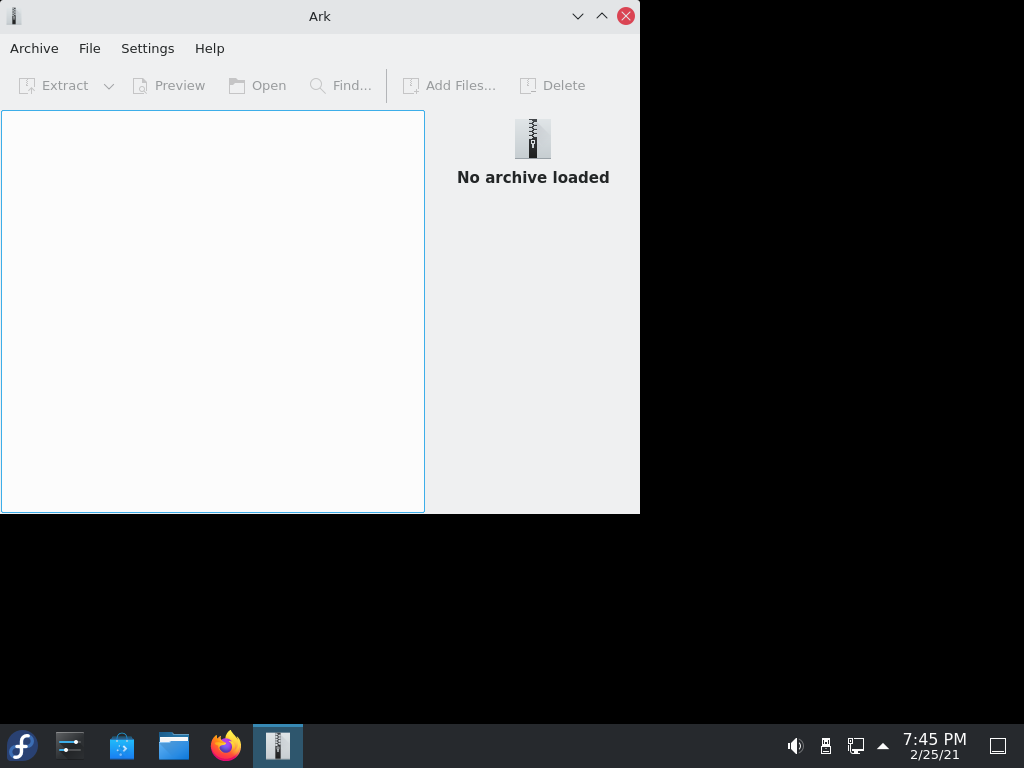 Ark
Archive File Settings Help
Extract Preview Open Find... Add Files... Delete
No archive loaded
7:45 PM
2/25/21